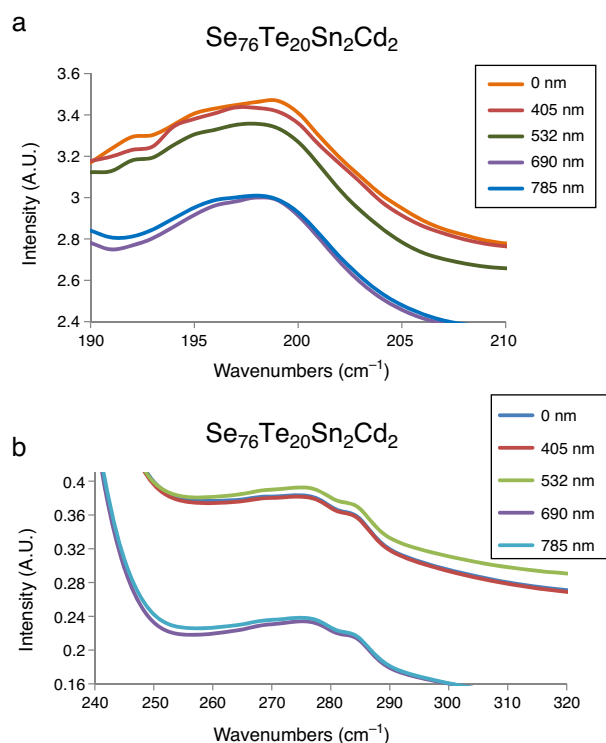 a
Se76Te20Sn2Cd2
3.6
3.4
3.2
3
2.8
2.6
2.4
Intensity (A.U.)
190
195
200
205
210
Wavenumbers (cm−1)
0 nm
405 nm
532 nm
690 nm
785 nm
b
Se76Te20Sn2Cd2
0.4
0.36
0.32
0.28
0.24
0.2
0.16
Intensity (A.U.)
240
250
260
270
280
290
300
310
320
Wavenumbers (cm−1)
0 nm
405 nm
532 nm
690 nm
785 nm